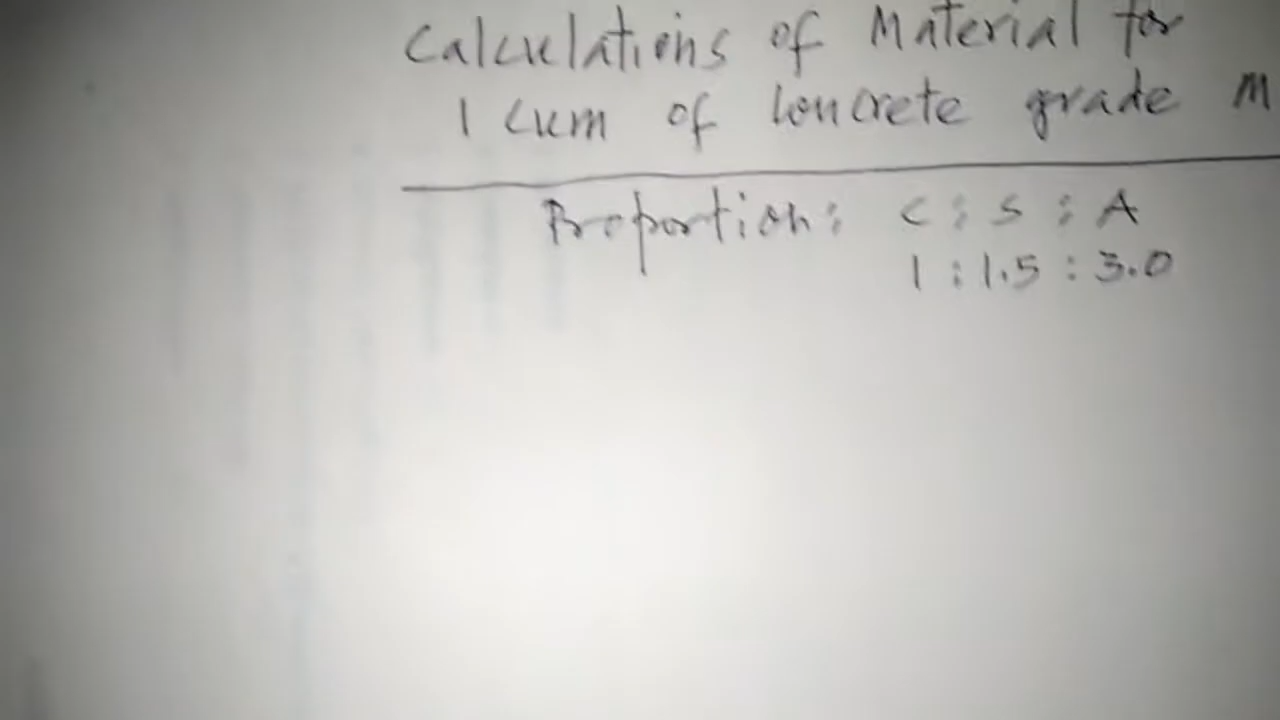 Calculations of Material for
1 cum of concrete grade M
Proportion: C : S : A
1 : 1.5 : 3.0